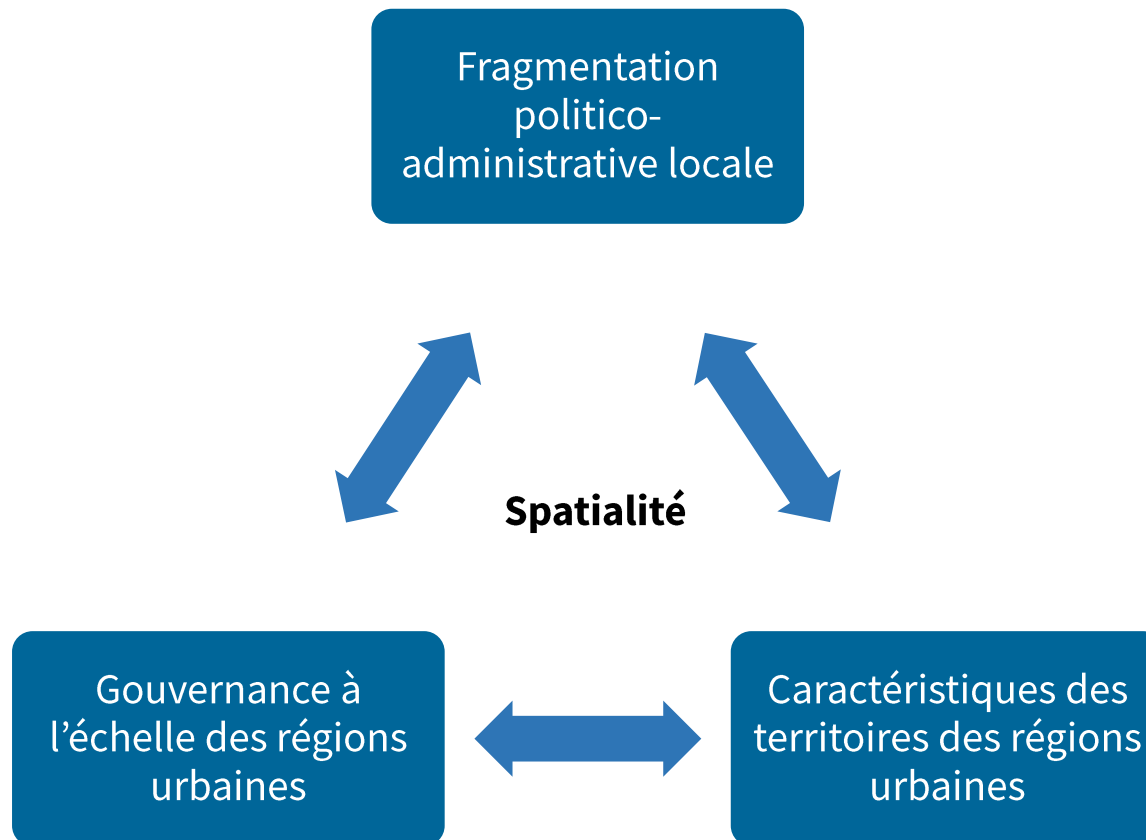 Fragmentation
politico-
administrative locale
Spatialité
Gouvernance à
l’échelle des régions
urbaines
Caractéristiques des
territoires des régions
urbaines